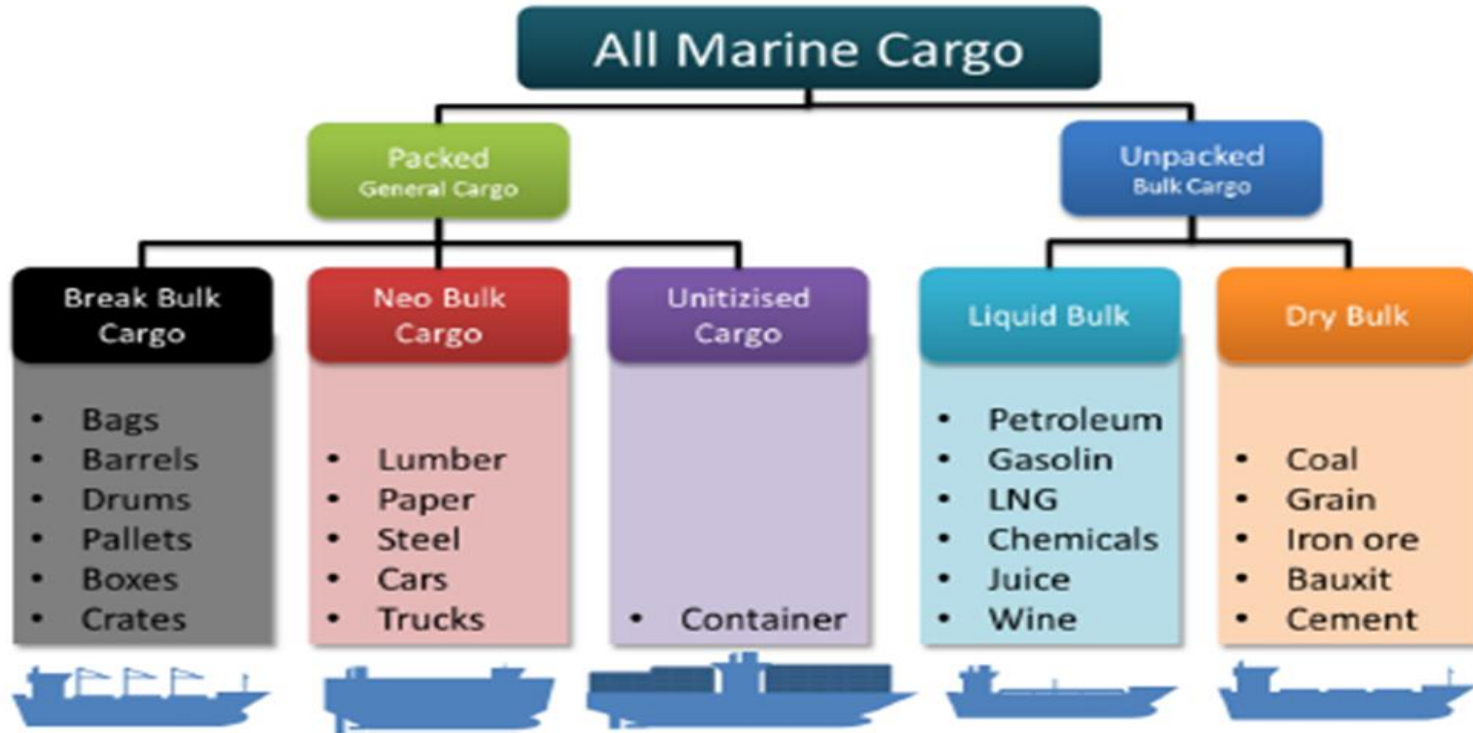 All Marine Cargo
Packed
General Cargo
Unpacked
Bulk Cargo
Break Bulk
Cargo
Neo Bulk
Cargo
Unitizised
Cargo
Liquid Bulk
Dry Bulk
• Bags
• Barrels
• Drums
• Pallets
• Boxes
• Crates
• Lumber
• Paper
• Steel
• Cars
• Trucks
• Container
• Petroleum
• Gasolin
• LNG
• Chemicals
• Juice
• Wine
• Coal
• Grain
• Iron ore
• Bauxit
• Cement